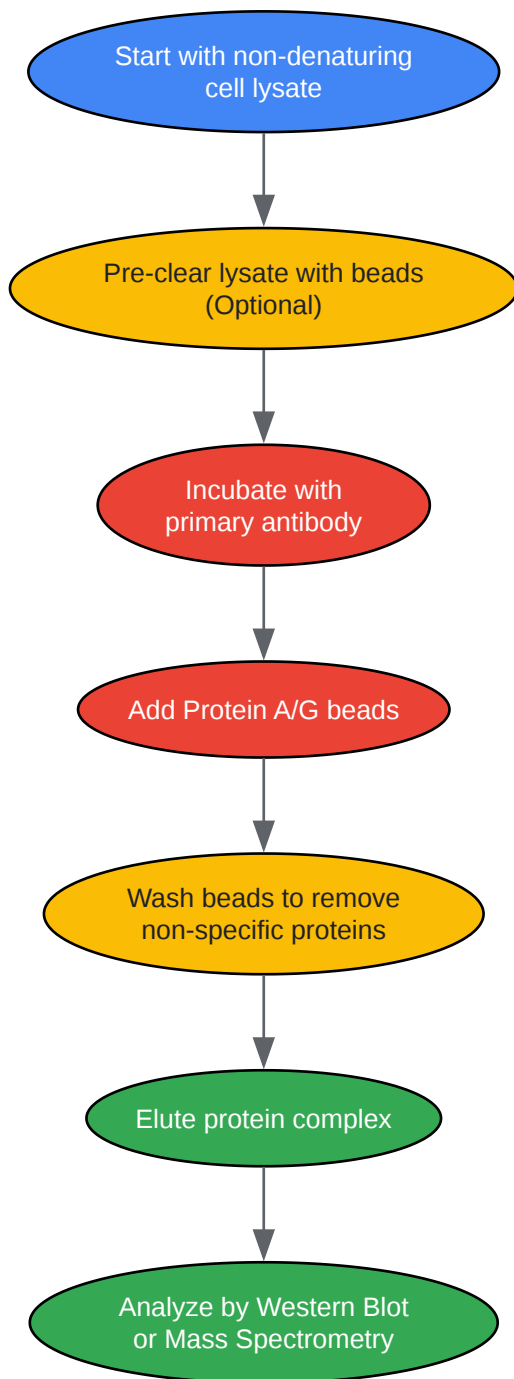 Start with non-denaturing
cell lysate
Pre-clear lysate with beads
(Optional)
Incubate with
primary antibody
Add Protein A/G beads
Wash beads to remove
non-specific proteins
Elute protein complex
Analyze by Western Blot
or Mass Spectrometry